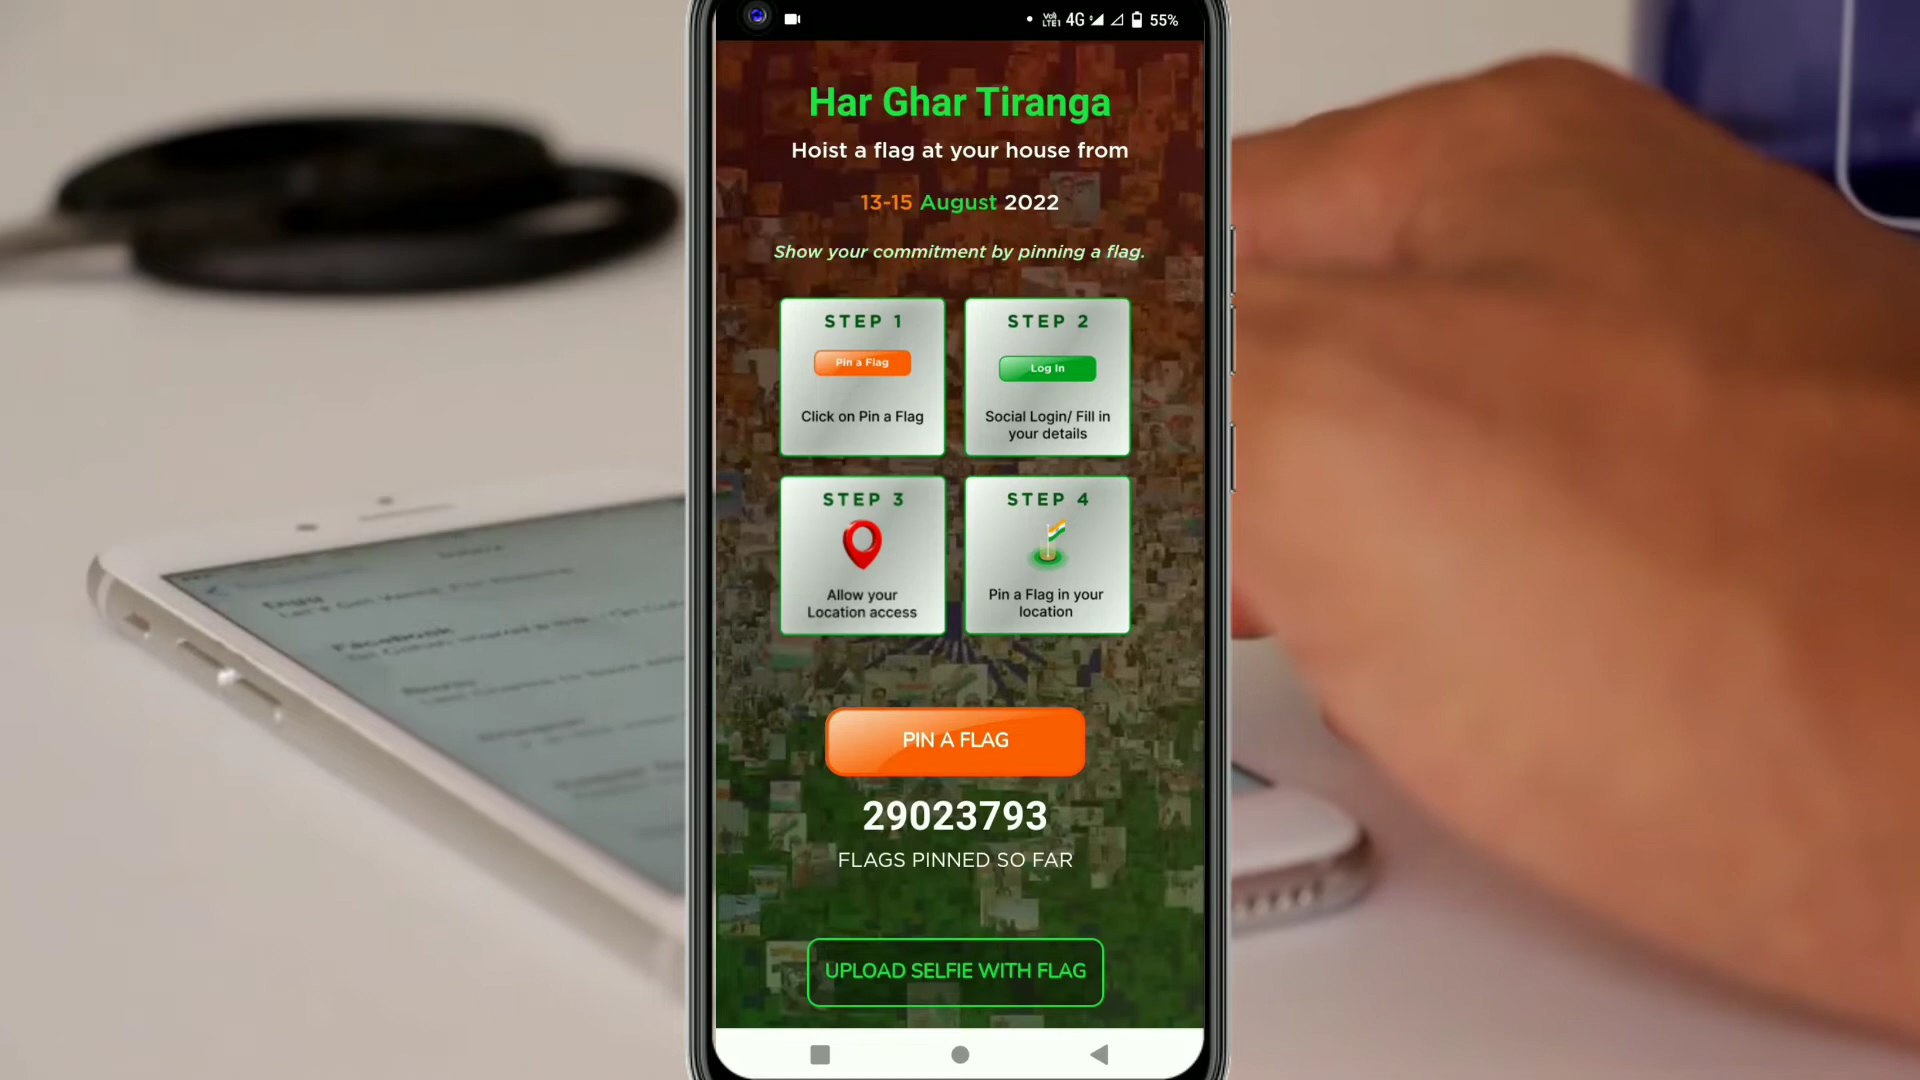 Vo)
LTE1 4G 55%
Har Ghar Tiranga
Hoist a flag at your house from
13-15 August 2022
Show your commitment by pinning a flag.
STEP 1
Pin a Flag
Click on Pin a Flag
STEP 2
Log In
Social Login/ Fill in
your details
STEP 3
Allow your
Location access
STEP 4
Pin a Flag in your
location
PIN A FLAG
29023793
FLAGS PINNED SO FAR
UPLOAD SELFIE WITH FLAG
Facebook